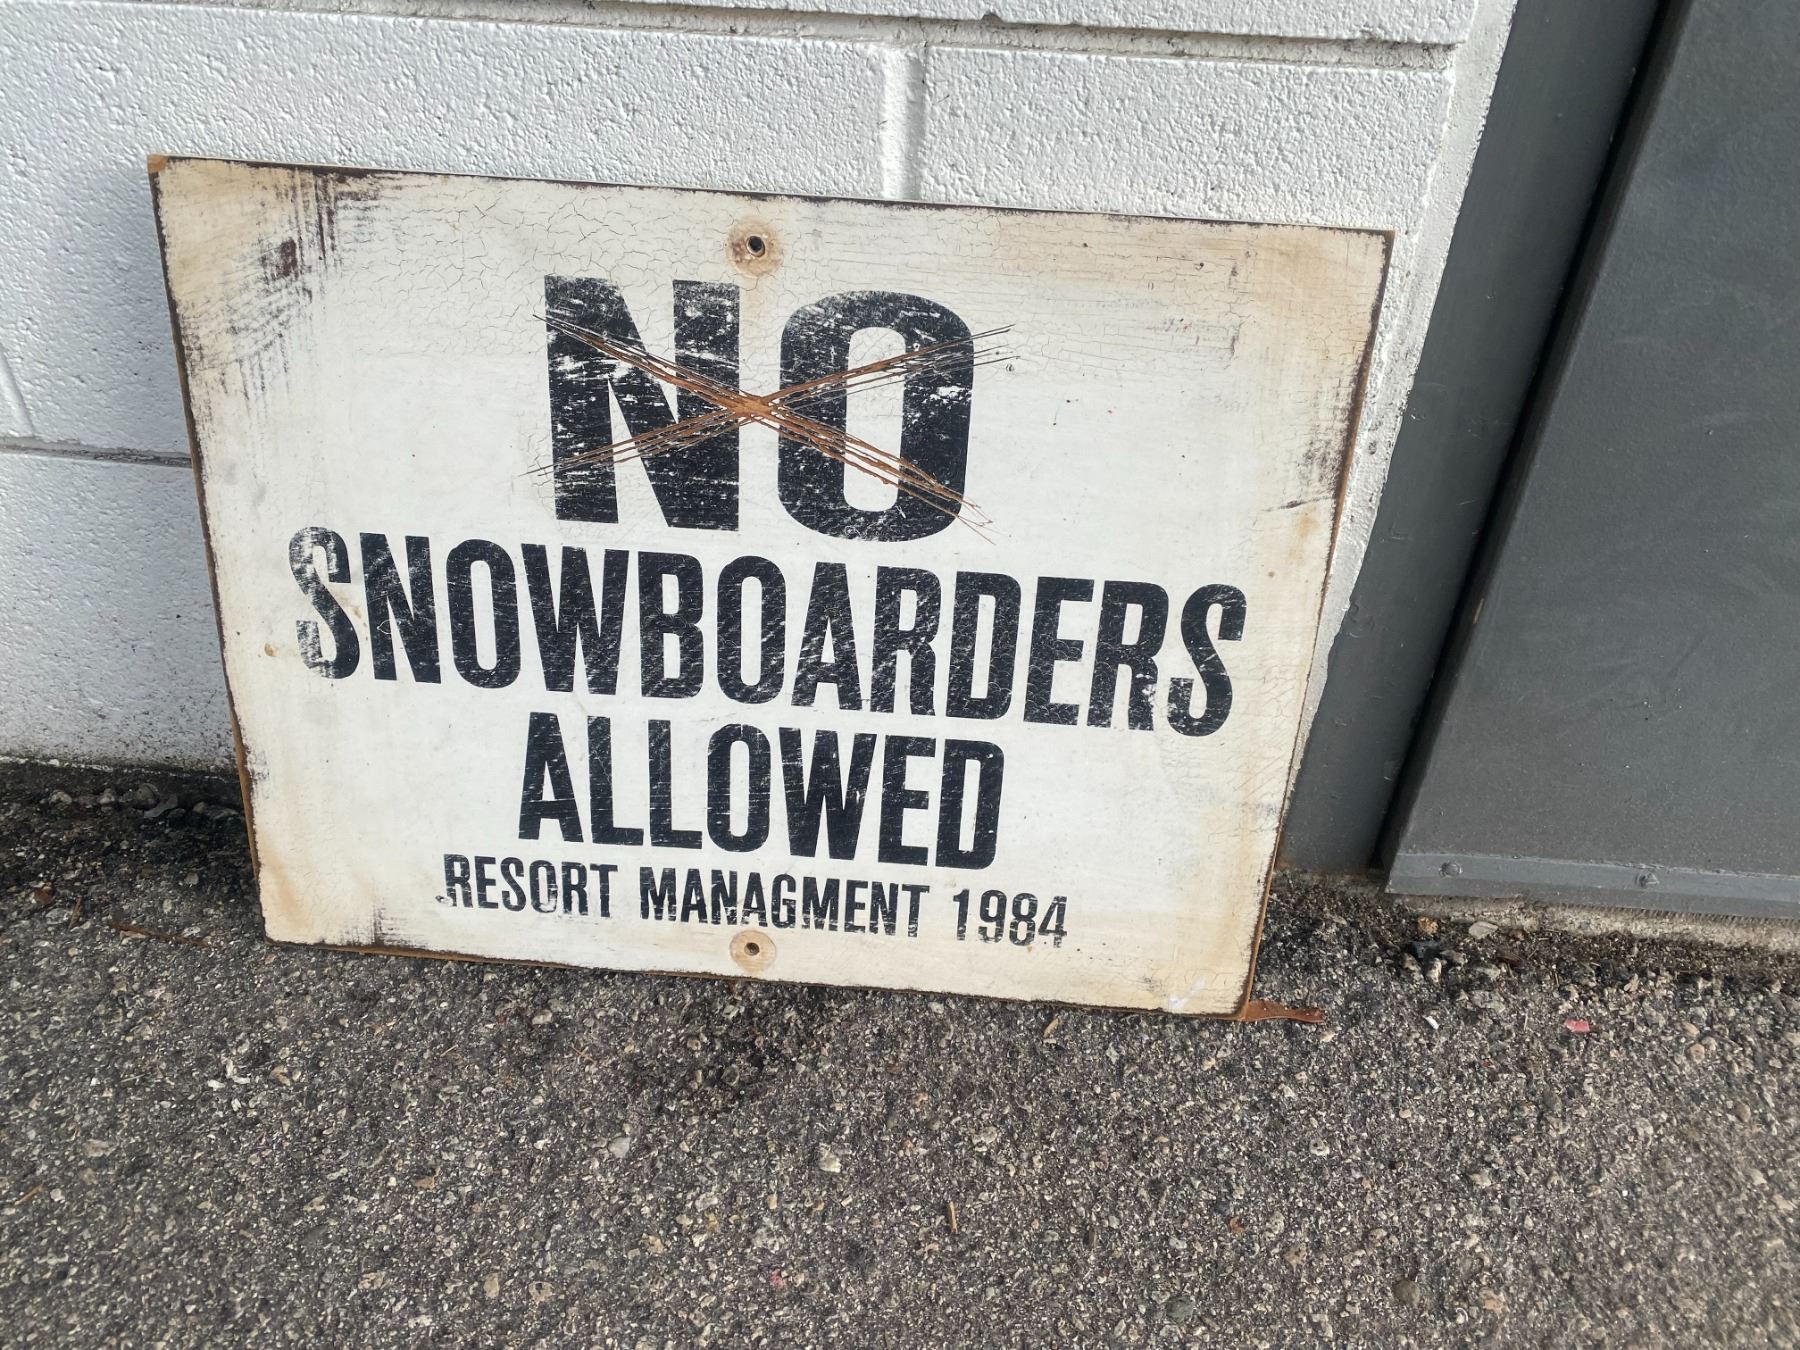 NO
SNOWBOARDERS
ALLOWED
RESORT MANAGMENT 1984